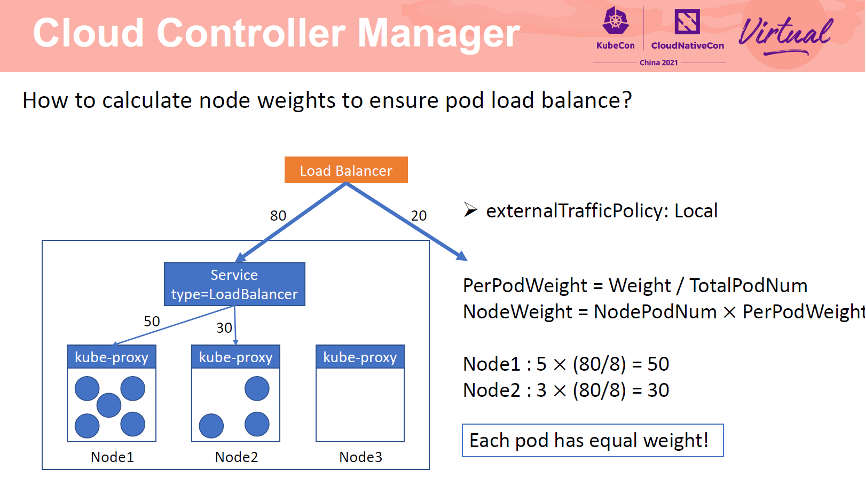 Cloud Controller Manager
KubeCon
CloudNativeCon
China 2021
Virtual
How to calculate node weights to ensure pod load balance?
Load Balancer
80
20
Service
type=LoadBalancer
50
30
kube-proxy
kube-proxy
kube-proxy
Node1
Node2
Node3
➤ externalTrafficPolicy: Local
PerPodWeight = Weight / TotalPodNum
NodeWeight = NodePodNum × PerPodWeight
Node1 : 5 × (80/8) = 50
Node2 : 3 × (80/8) = 30
Each pod has equal weight!